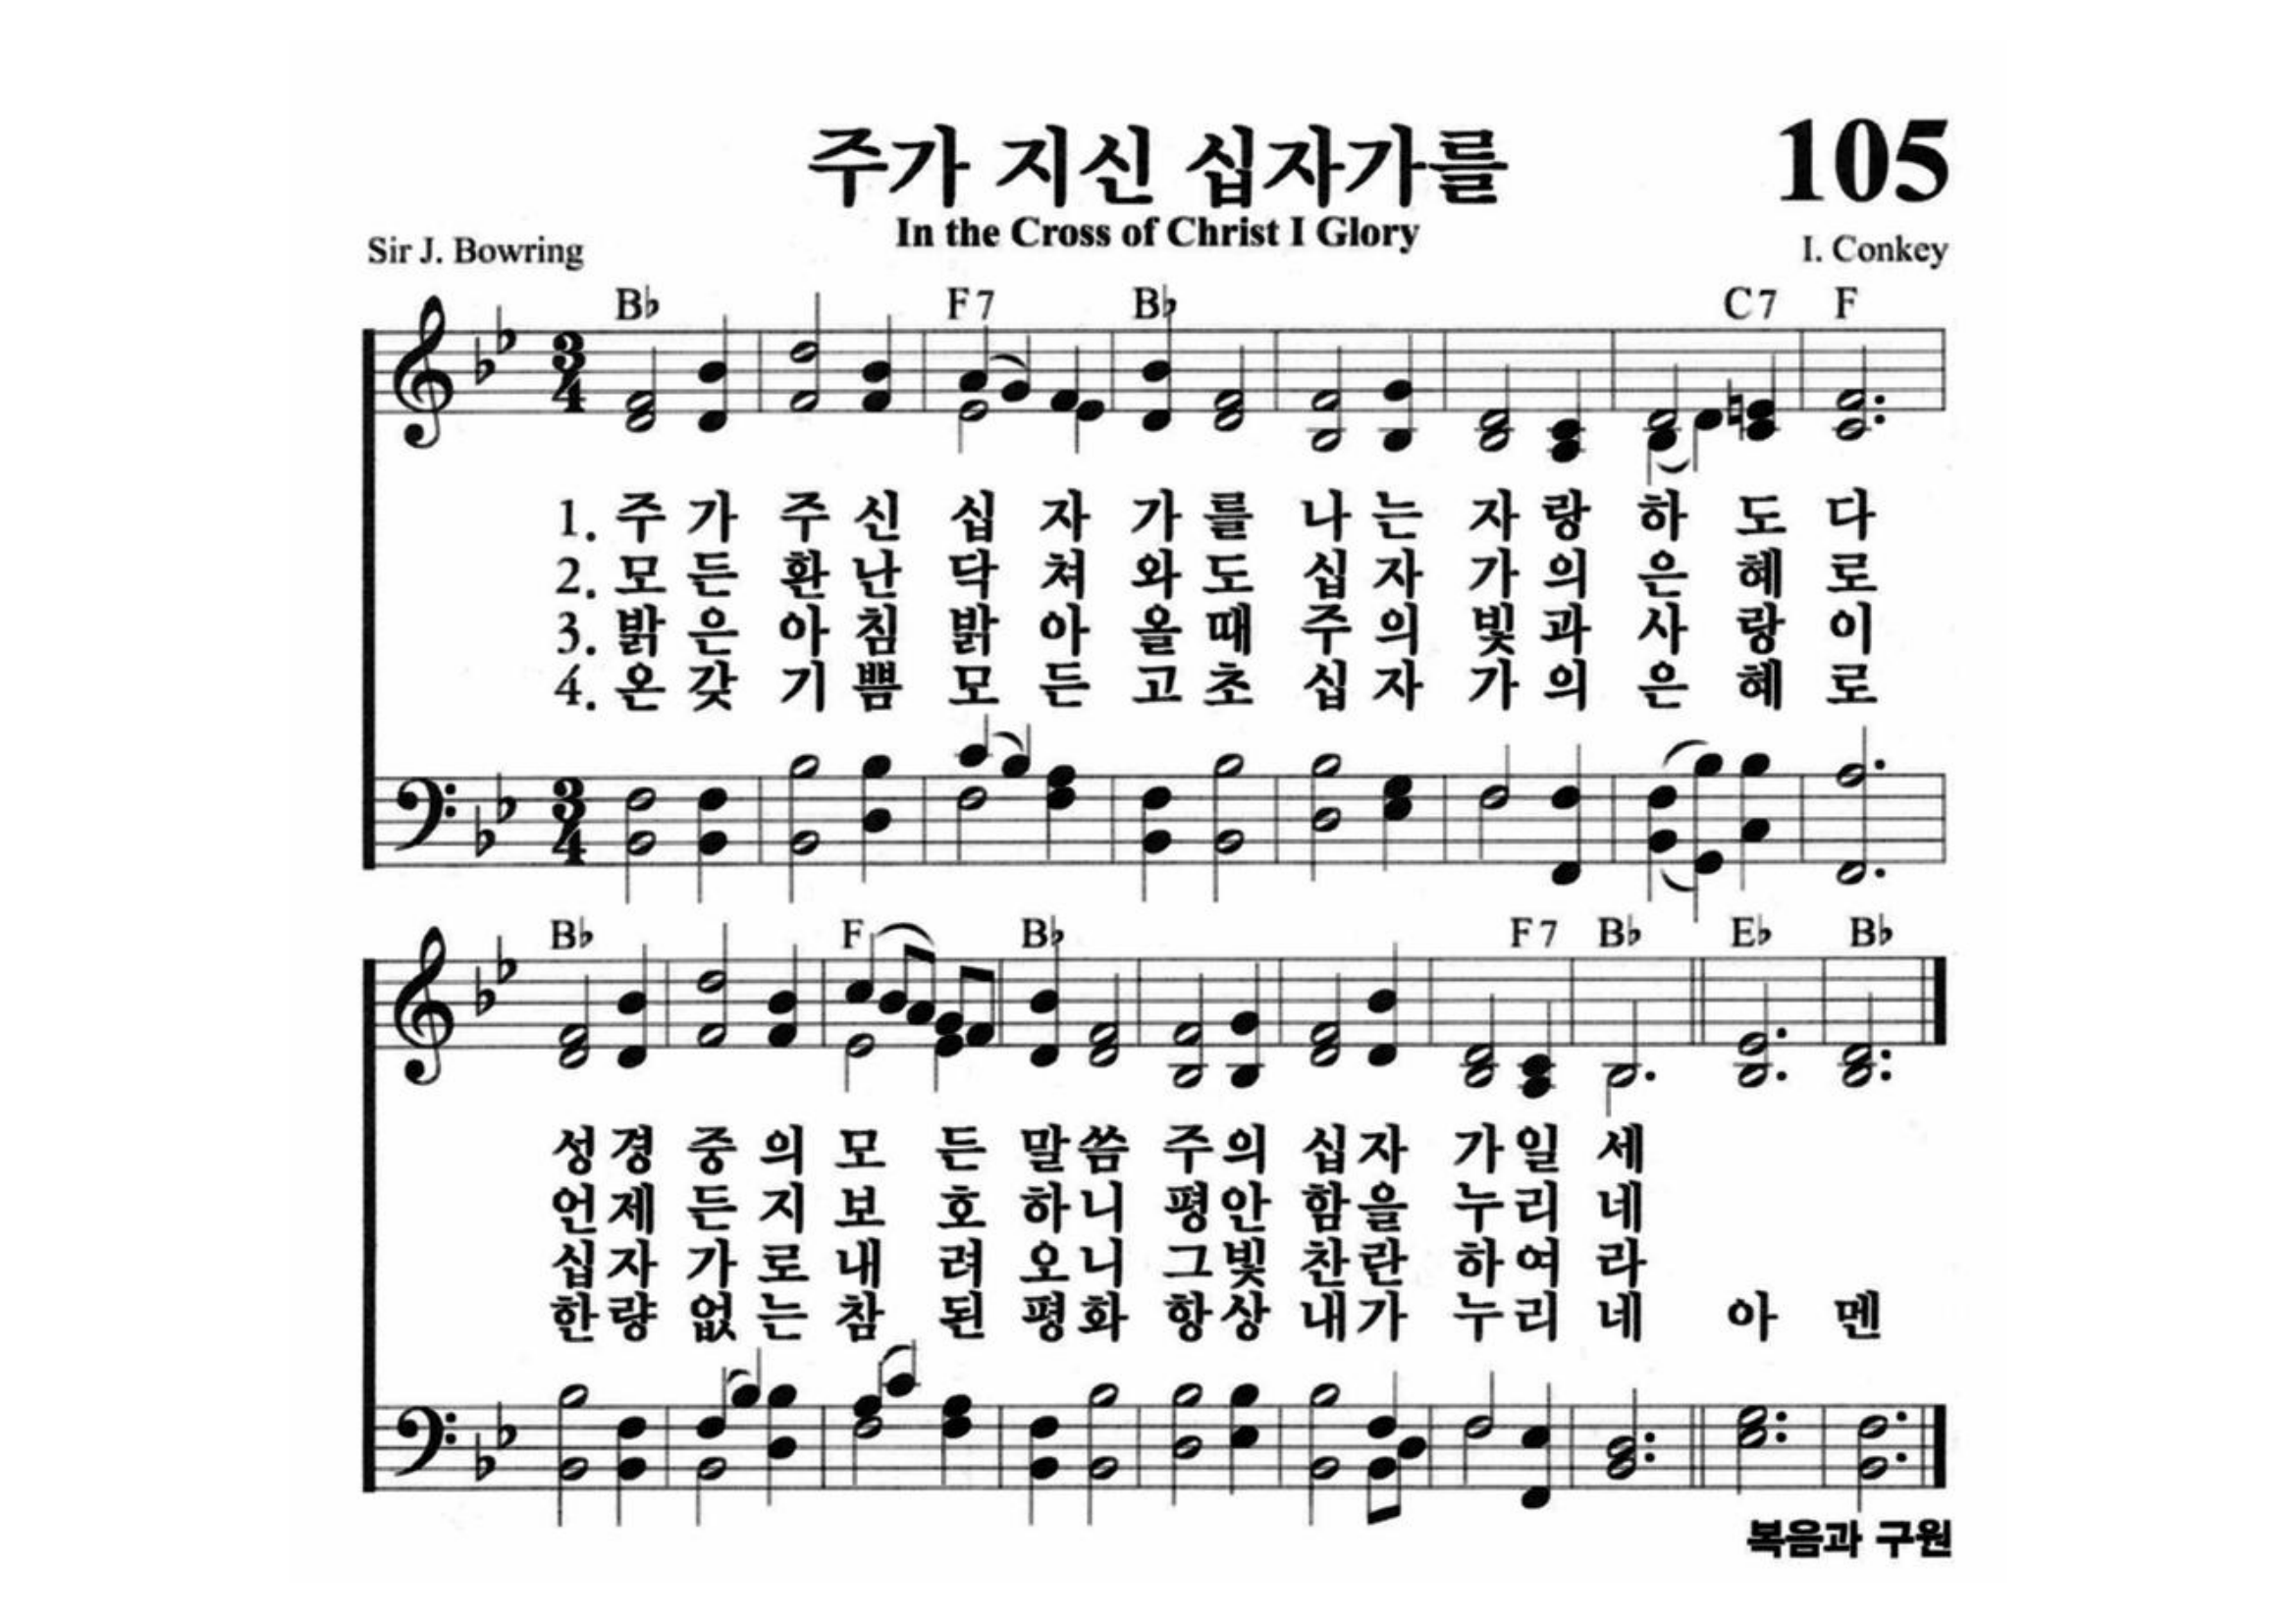 주가 지신 십자가를
105
In the Cross of Christ I Glory
Sir J. Bowring
I. Conkey
B♭ F7 B♭ C7 F
3 4
1. 주 가 주 신 십 자 가 를 나 는 자 랑 하 도 다
2. 모 든 환 난 닥 쳐 와 도 십 자 가 의 은 혜 로
3. 밝 은 아 침 밝 아 올 때 주 의 빛 과 사 랑 이
4. 온 갖 기 쁨 모 든 고 초 십 자 가 의 은 혜 로
3 4
B♭ F B♭ F7 B♭ E♭ B♭
성 경 중 의 모 든 말 씀 주 의 십 자 가 일 세
언 제 든 지 보 호 하 니 평 안 함 을 누 리 네
십 자 가 로 내 려 오 니 그 빛 찬 란 하 여 라
한 량 없 는 참 된 평 화 항 상 내 가 누 리 네 아 멘
복음과 구원